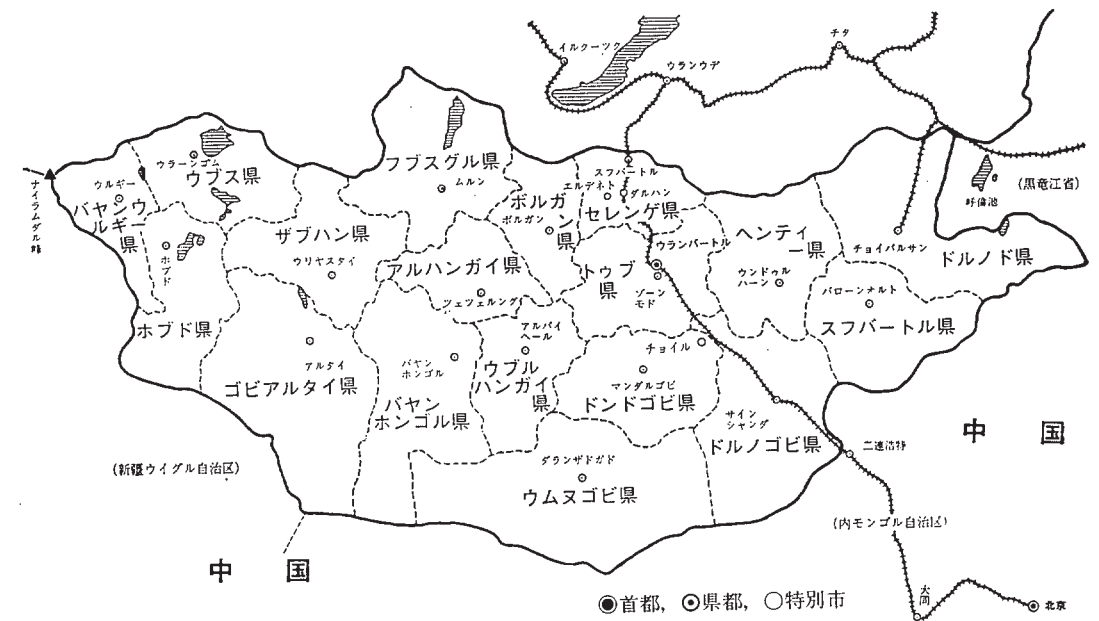 チタ
イルクーツク
ウランウデ
フブスグル県
ムルン
ウラーンゴム
ウブス県
ウルギー
バヤンウ
ルギー
県
ナイラムダル峰
ホブド
ホブド県
ザブハン県
ウリヤスタイ
スフバートル
エルデネト
ダルハン
セレンゲ県
ボルガ
ン
県
ボルガン
アルハンガイ県
ツェツェルレング
トゥブ
県
ウランバートル
ゾーン
モド
ヘンティ
ー県
ウンドゥル
ハーン
(黒竜江省)
呼倫池
チョイバルサン
ドルノド県
バローンナルト
スフバートル県
アルタイ
ゴビアルタイ県
バヤン
ホンゴル
バヤン
ホンゴル県
アルバイ
ヘール
ウブル
ハンガイ
県
チョイル
マンダルゴビ
ドンドゴビ県
サイン
シャンダ
ドルノゴビ県
ダランザドガド
ウムヌゴビ県
二連浩特
中国
(新疆ウイグル自治区)
(内モンゴル自治区)
中国
大同
北京
首都，県都，特別市